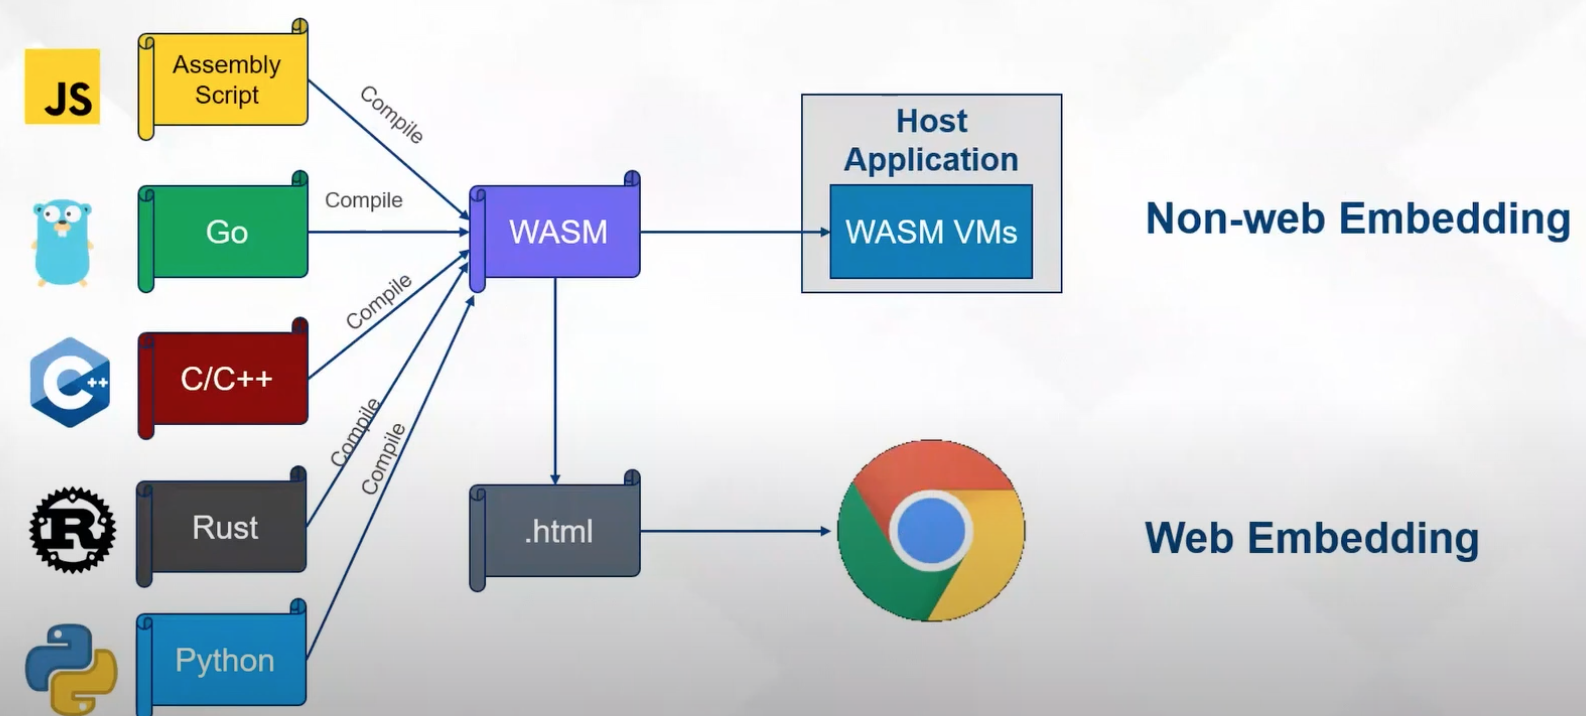 JS
Assembly
Script
Compile
Go
Compile
WASM
Host
Application
WASM VMs
Non-web Embedding
C++
C/C++
Compile
R
Rust
Compile
.html
Web Embedding
Python
Compile